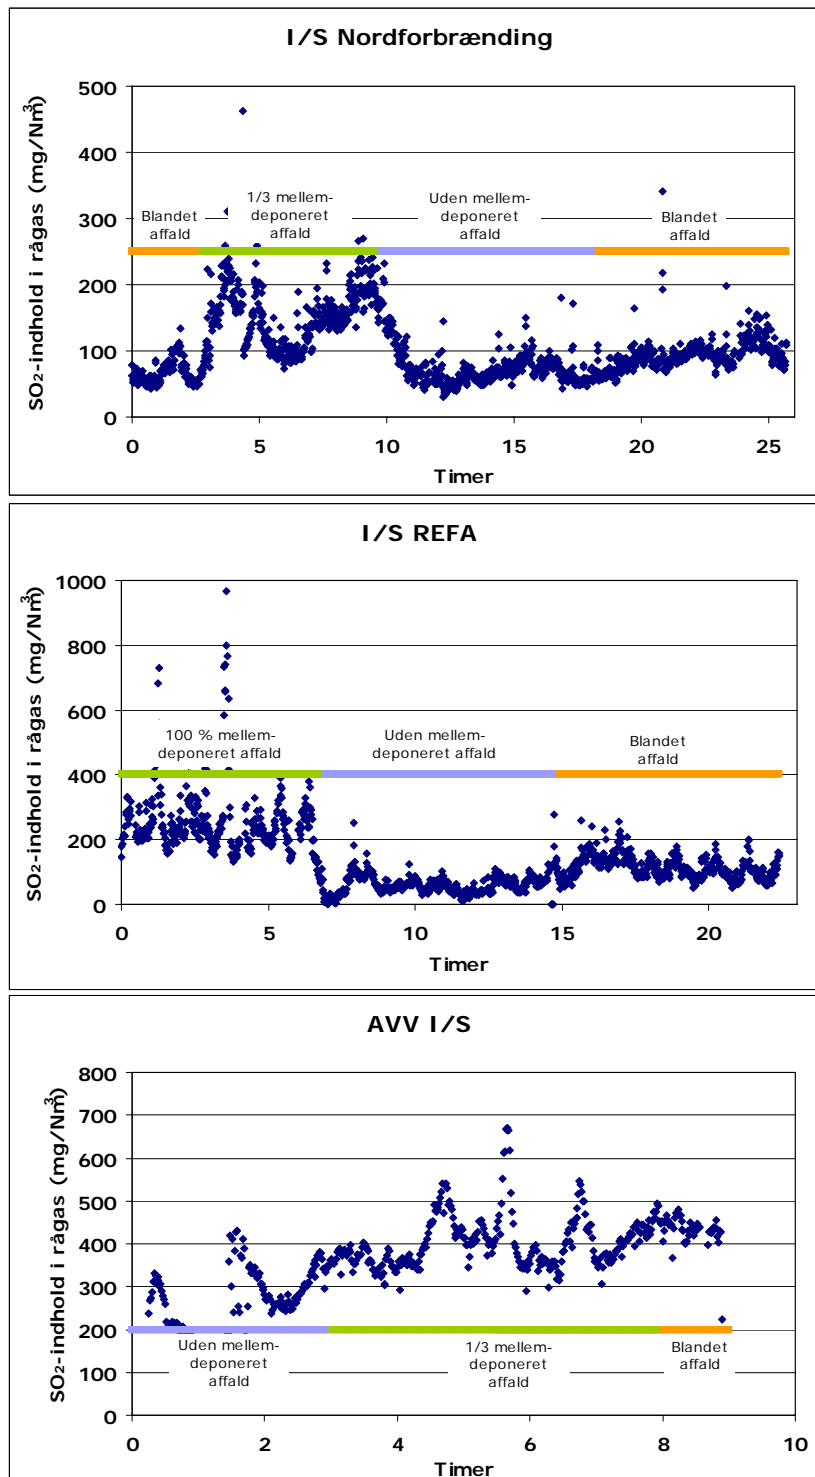 I/S Nordforbrænding
SO2-indhold i rågas (mg/Nm3)
500
400
300
200
100
0
Blandet
affald
1/3 mellem-
deponeret
affald
Uden mellem-
deponeret
affald
Blandet
affald
0 5 10 15 20 25
Timer
I/S REFA
SO2-indhold i rågas (mg/Nm3)
1000
800
600
400
200
0
100 % mellem-
deponeret affald
Uden mellem-
deponeret affald
Blandet
affald
0 5 10 15 20
Timer
AVV I/S
SO2-indhold i rågas (mg/Nm3)
800
700
600
500
400
300
200
100
0
Uden mellem-
deponeret
affald
1/3 mellem-
deponeret
affald
Blandet
affald
0 2 4 6 8 10
Timer